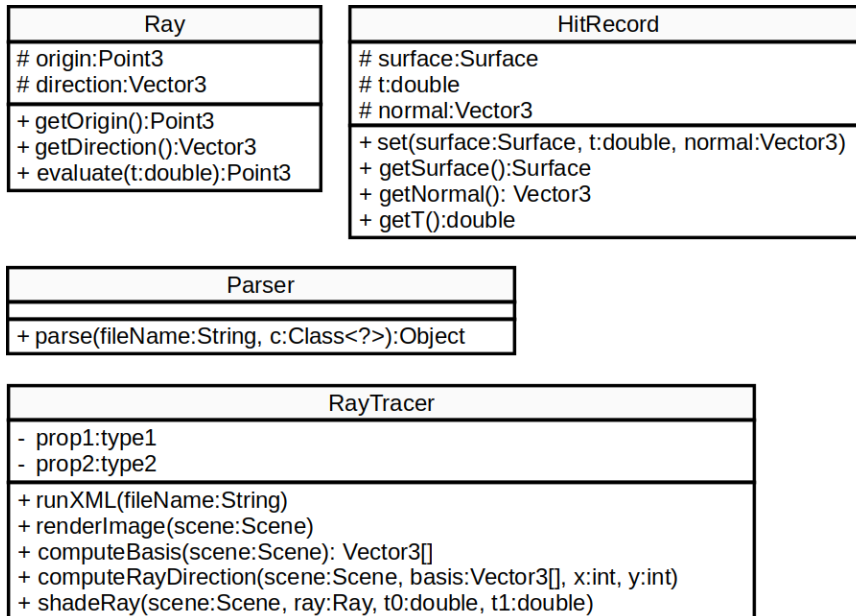 Ray
# origin:Point3
# direction:Vector3
+ getOrigin():Point3
+ getDirection():Vector3
+ evaluate(t:double):Point3
HitRecord
# surface:Surface
# t:double
# normal:Vector3
+ set(surface:Surface, t:double, normal:Vector3)
+ getSurface():Surface
+ getNormal(): Vector3
+ getT():double
Parser
+ parse(fileName:String, c:Class<?>):Object
RayTracer
- prop1:type1
- prop2:type2
+ runXML(fileName:String)
+ renderImage(scene:Scene)
+ computeBasis(scene:Scene): Vector3[]
+ computeRayDirection(scene:Scene, basis:Vector3[], x:int, y:int)
+ shadeRay(scene:Scene, ray:Ray, t0:double, t1:double)